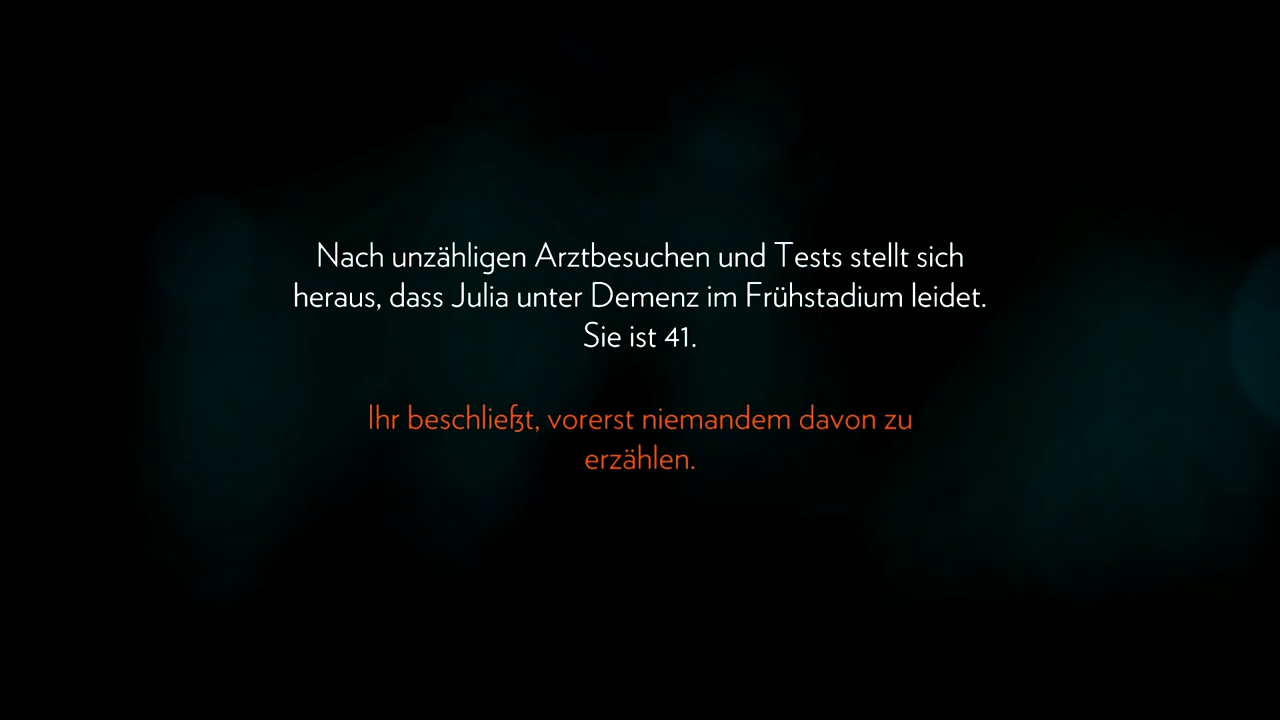 Nach unzähligen Arztbesuchen und Tests stellt sich
heraus, dass Julia unter Demenz im Frühstadium leidet.
Sie ist 41.
Ihr beschließt, vorerst niemandem davon zu
erzählen.